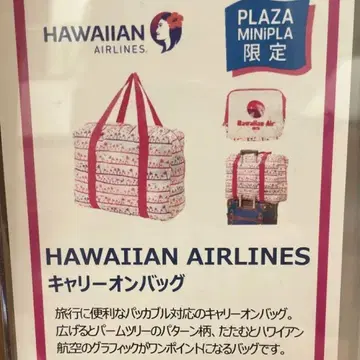 HAWAIIAN
AIRLINES.
PLAZA
MINiPLA
限定
Hawaiian Air
HAWAIIAN AIRLINES
キャリーオンバッグ
旅行に便利なパッカブル対応のキャリーオンバッグ。
広げるとパームツリーのパターン柄、たたむとハワイアン
航空のグラフィックがワンポイントになるバッグです。